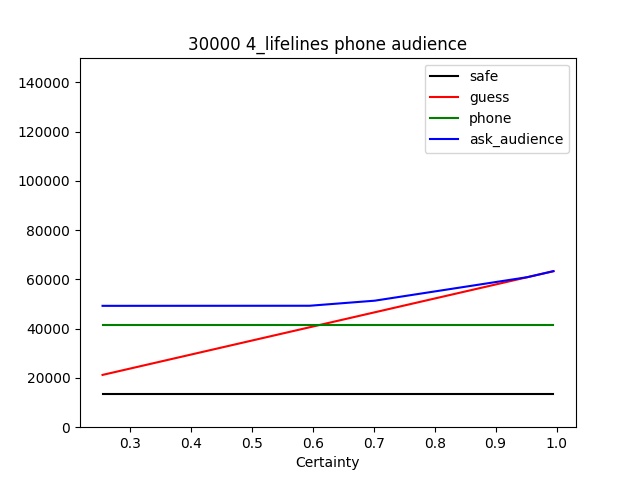 30000 4_lifelines phone audience
safe
guess
phone
ask_audience
140000
120000
100000
80000
60000
40000
20000
0
0.3 0.4 0.5 0.6 0.7 0.8 0.9 1.0
Certainty